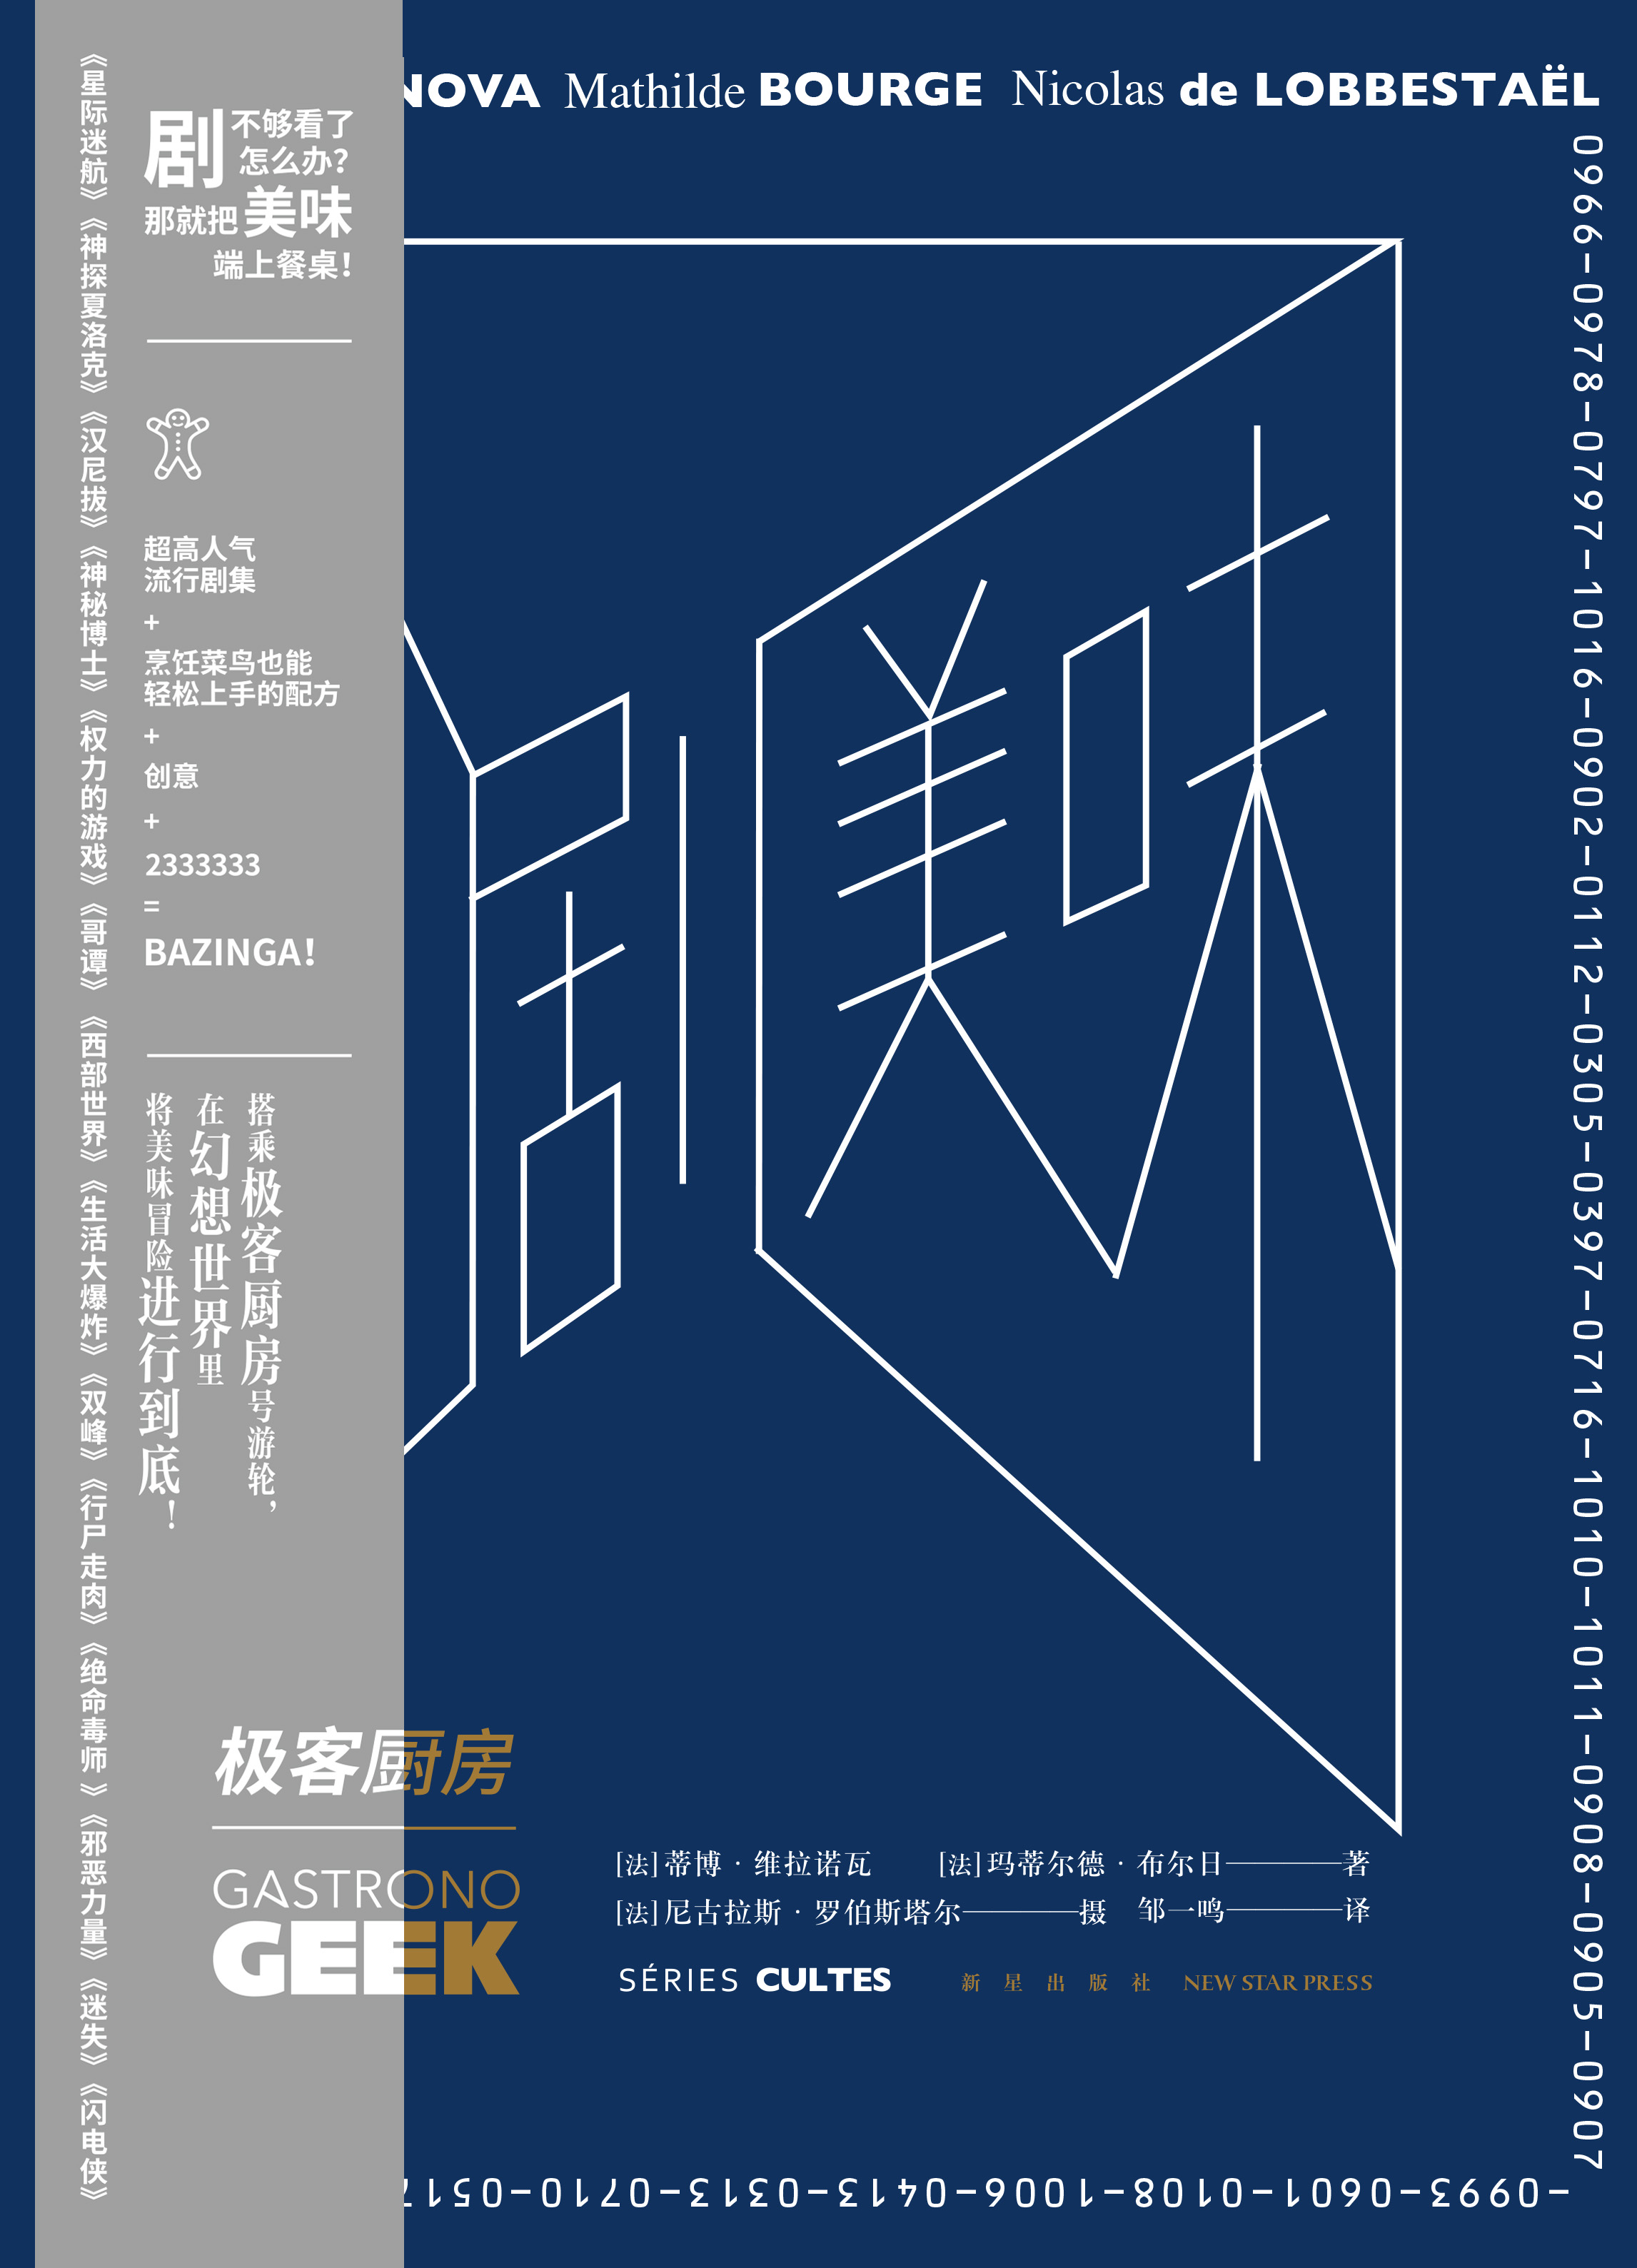 NOVA Mathilde BOURGE Nicolas de LOBBESTAËL
《星际迷航》《神探夏洛克》《汉尼拔》《神秘博士》《权力的游戏》《哥谭》《西部世界》《生活大爆炸》《双峰》《行尸走肉》《绝命毒师》《邪恶力量》《迷失》《闪电侠》
剧不够看了
怎么办？
那就把美味
端上餐桌！
超高人气
流行剧集
+
烹饪菜鸟也能
轻松上手的配方
+
创意
+
2333333
=
BAZINGA!
搭乘极客厨房号游轮，
在幻想世界里
将美味冒险进行到底！
剧美味
极客厨房
GASTRONO
GEEK
[法]蒂博·维拉诺瓦 [法]玛蒂尔德·布尔日————著
[法]尼古拉斯·罗伯斯塔尔————摄 邹一鸣————译
SÉRIES CULTES 新星出版社 NEW STAR PRESS
0966-0978-0797-1016-0902-0112-0305-0397-0716-1010-1011-0908-0905-0907
-0993-0601-0108-1006-0413-0313-0710-0517